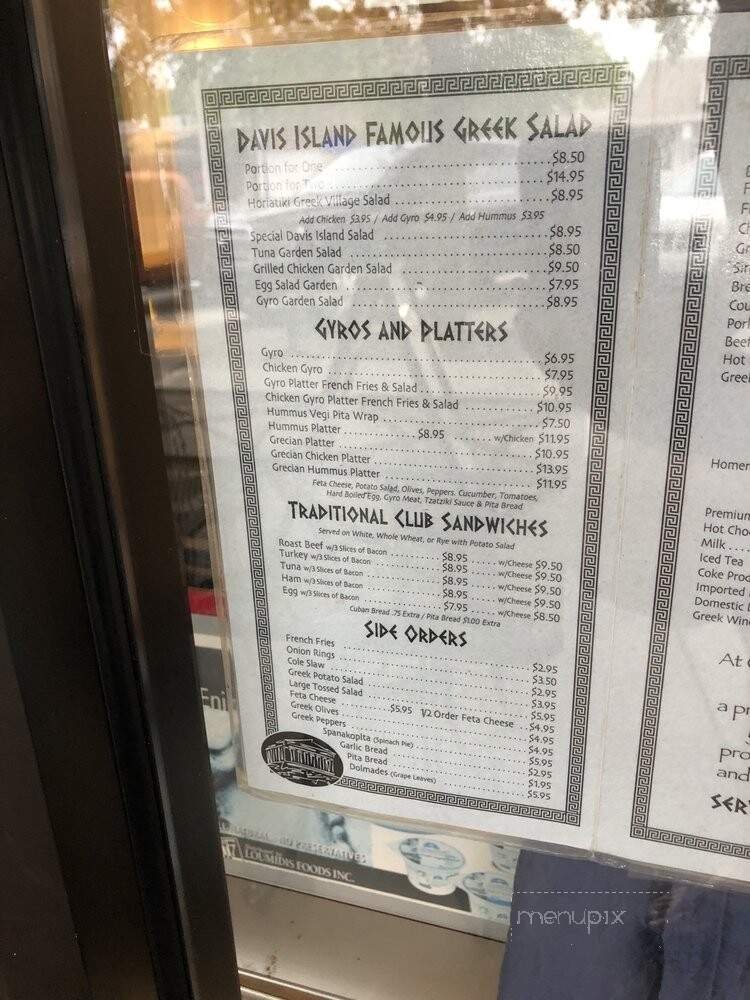 DAVIS ISLAND FAMOUS GREEK SALAD
Portion for One $8.50
Portion for Two $14.95
Horiatiki Greek Village Salad $8.95
Add Chicken $3.95 / Add Gyro $4.95 / Add Hummus $3.95
Special Davis Island Salad $8.95
Tuna Garden Salad $8.50
Grilled Chicken Garden Salad $9.50
Egg Salad Garden $7.95
Gyro Garden Salad $8.95
GYROS AND PLATTERS
Gyro $6.95
Chicken Gyro $7.95
Gyro Platter French Fries & Salad $9.95
Chicken Gyro Platter French Fries & Salad $10.95
Hummus Vegi Pita Wrap $7.50
Hummus Platter $8.95 w/Chicken $11.95
Grecian Platter $10.95
Grecian Chicken Platter $13.95
Grecian Hummus Platter $11.95
Feta Cheese, Potato Salad, Olives, Peppers. Cucumber, Tomatoes,
Hard Boiled Egg, Gyro Meat, Tzatziki Sauce & Pita Bread
TRADITIONAL CLUB SANDWICHES
Served on White, Whole Wheat, or Rye with Potato Salad
Roast Beef w/3 Slices of Bacon $8.95 w/Cheese $9.50
Turkey w/3 Slices of Bacon $8.95 w/Cheese $9.50
Tuna w/3 Slices of Bacon $8.95 w/Cheese $9.50
Ham w/3 Slices of Bacon $8.95 w/Cheese $9.50
Egg w/3 Slices of Bacon $7.95 w/Cheese $8.50
Cuban Bread .75 Extra / Pita Bread $1.00 Extra
SIDE ORDERS
French Fries $2.95
Onion Rings $3.50
Cole Slaw $2.95
Greek Potato Salad $3.95
Large Tossed Salad $5.95
Feta Cheese $5.95 1/2 Order Feta Cheese $4.95
Greek Olives $4.95
Greek Peppers $4.95
Spanakopita (Spinach Pie) $5.95
Garlic Bread $2.95
Pita Bread $1.95
Dolmades (Grape Leaves) $5.95
Beef
Hot
Greek
Premium
Hot Cho
Milk
Iced Tea
Coke Prod
Imported
Domestic
Greek Wine
At
a pr
pro
and
SER
Enj
NO PRESERVATIVES
LOUMIDIS FOODS INC.
menupix